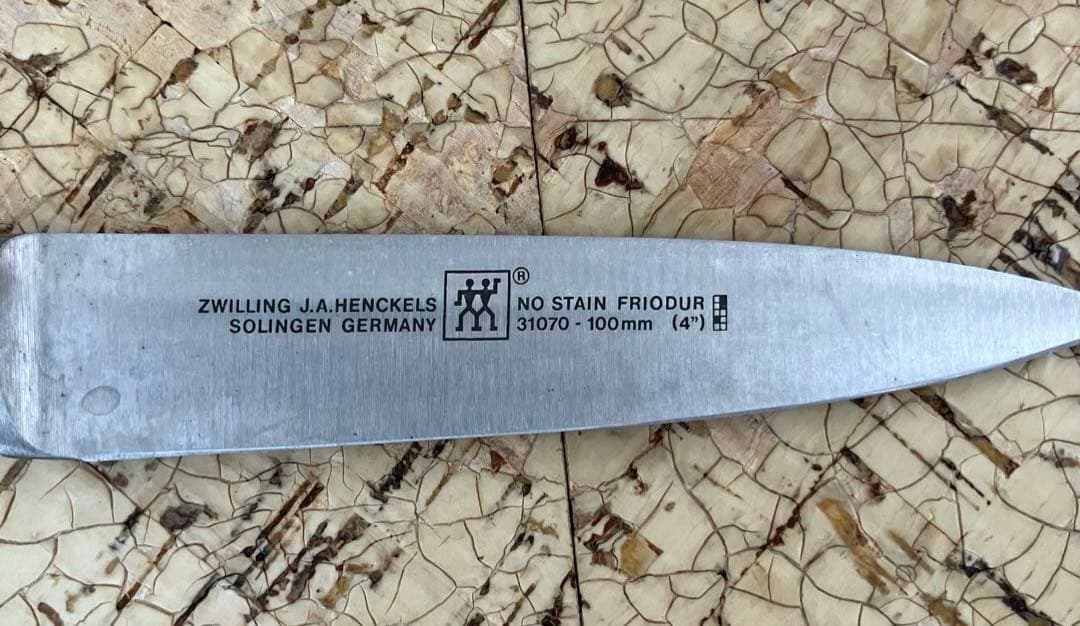 ZWILLING J.A.HENCKELS
SOLINGEN GERMANY
®
NO STAIN FRIODUR
31070 - 100mm (4”)